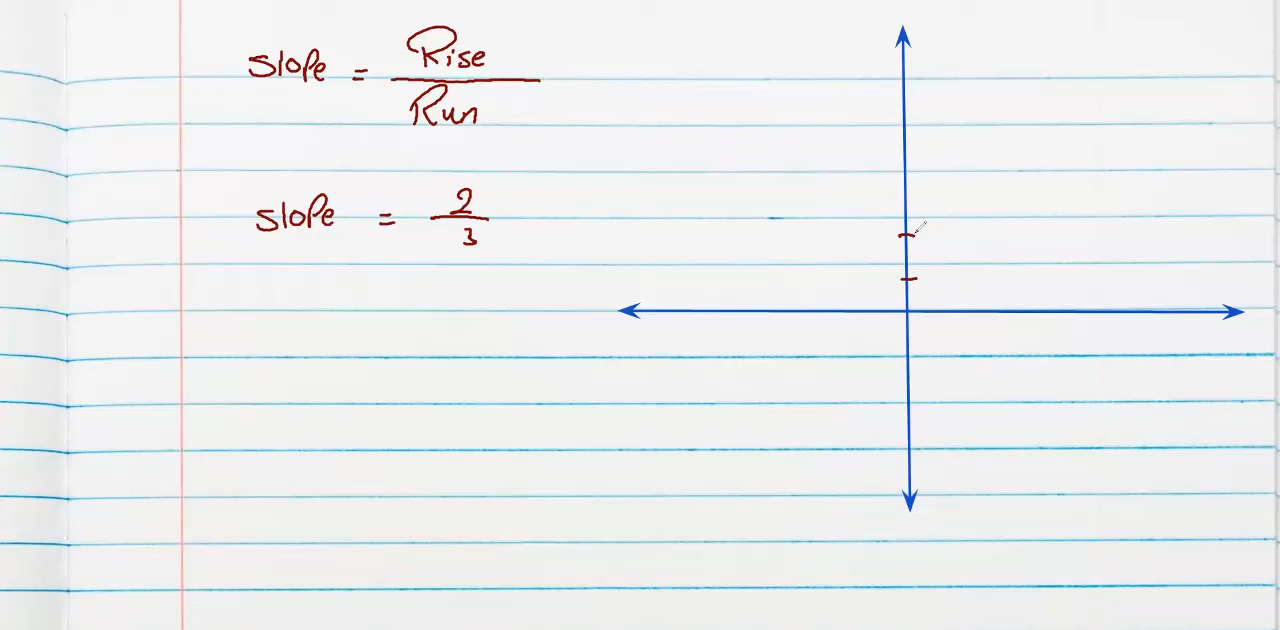 slope = Rise
Run
slope = 2
3